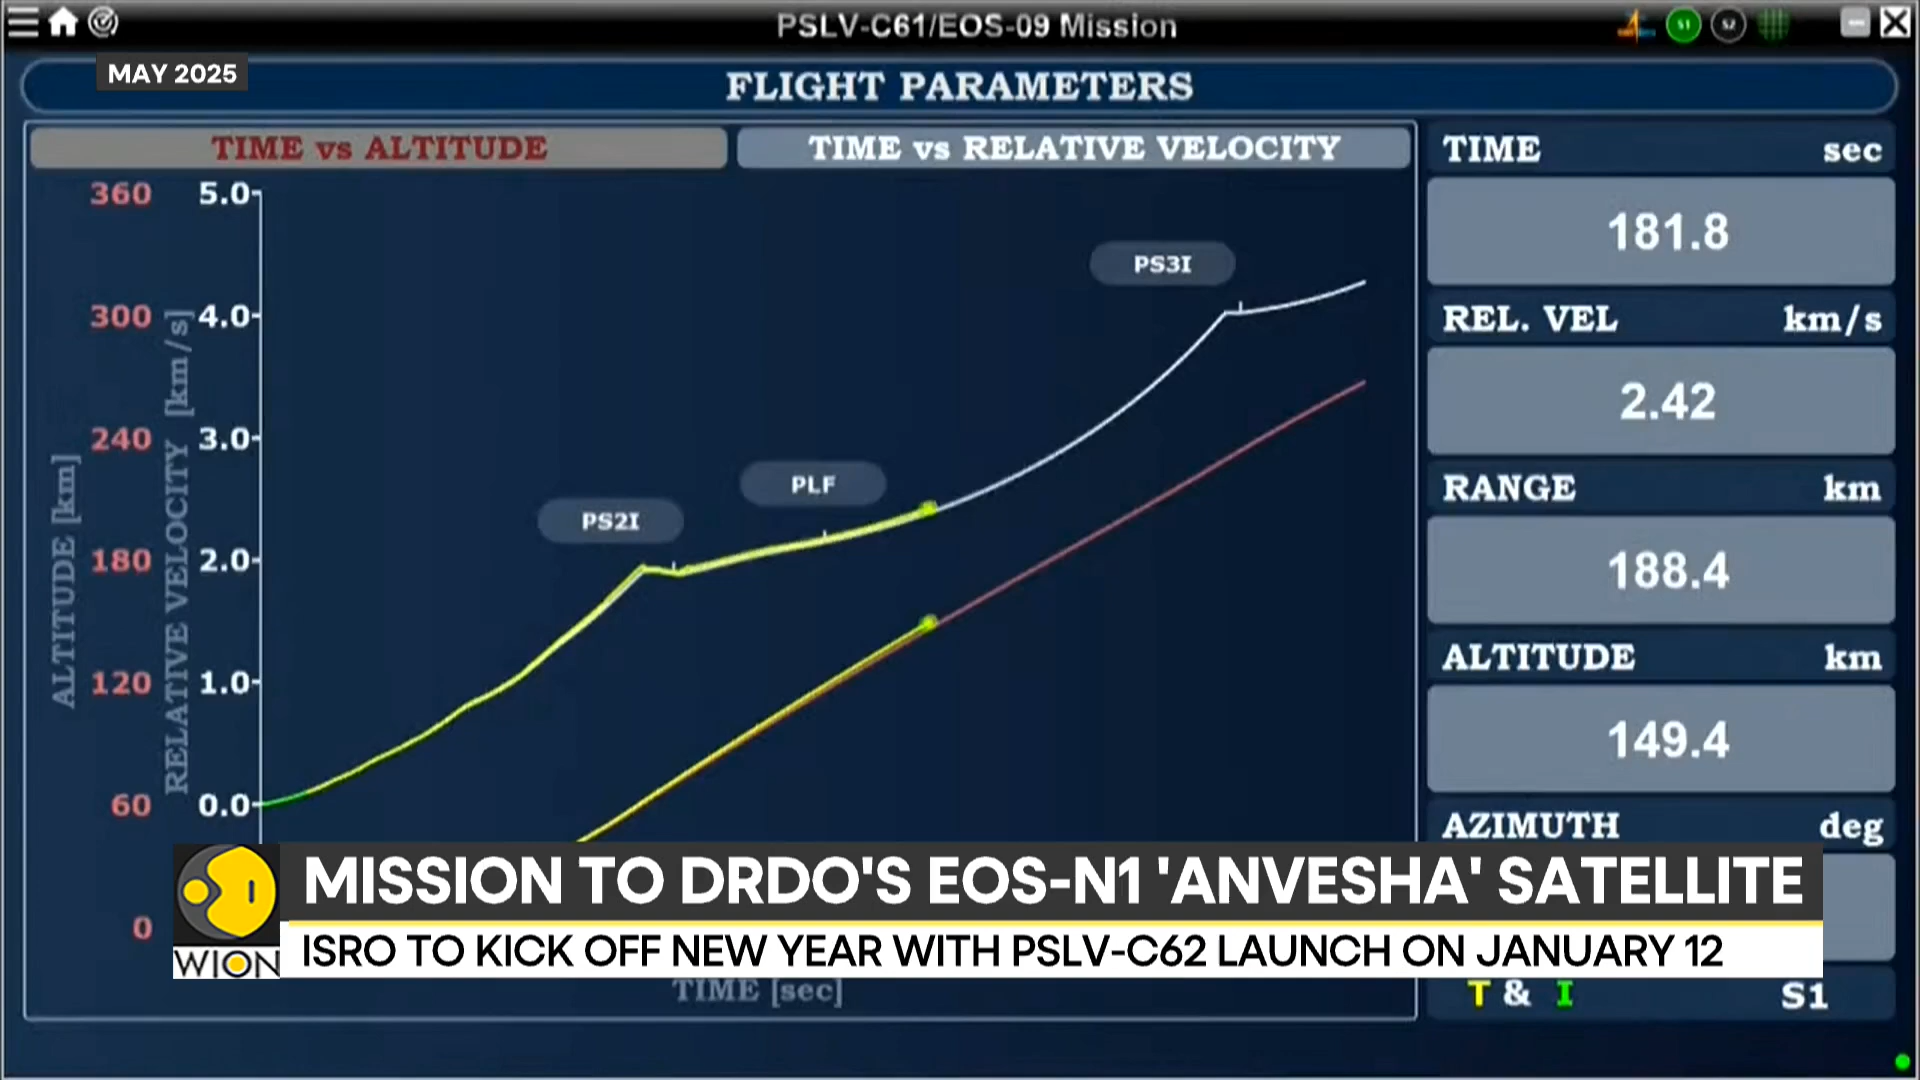 PSLV-C61/EOS-09 Mission
S1
S2
MAY 2025
FLIGHT PARAMETERS
TIME vs ALTITUDE
TIME vs RELATIVE VELOCITY
TIME sec
181.8
REL. VEL km/s
2.42
RANGE km
188.4
ALTITUDE km
149.4
AZIMUTH deg
360 5.0
300 4.0
240 3.0
180 2.0
120 1.0
60 0.0
0
ALTITUDE [km]
RELATIVE VELOCITY [km/s]
PS2I
PLF
PS3I
MISSION TO DRDO'S EOS-N1 'ANVESHA' SATELLITE
ISRO TO KICK OFF NEW YEAR WITH PSLV-C62 LAUNCH ON JANUARY 12
WION
TIME [sec]
T & I S1